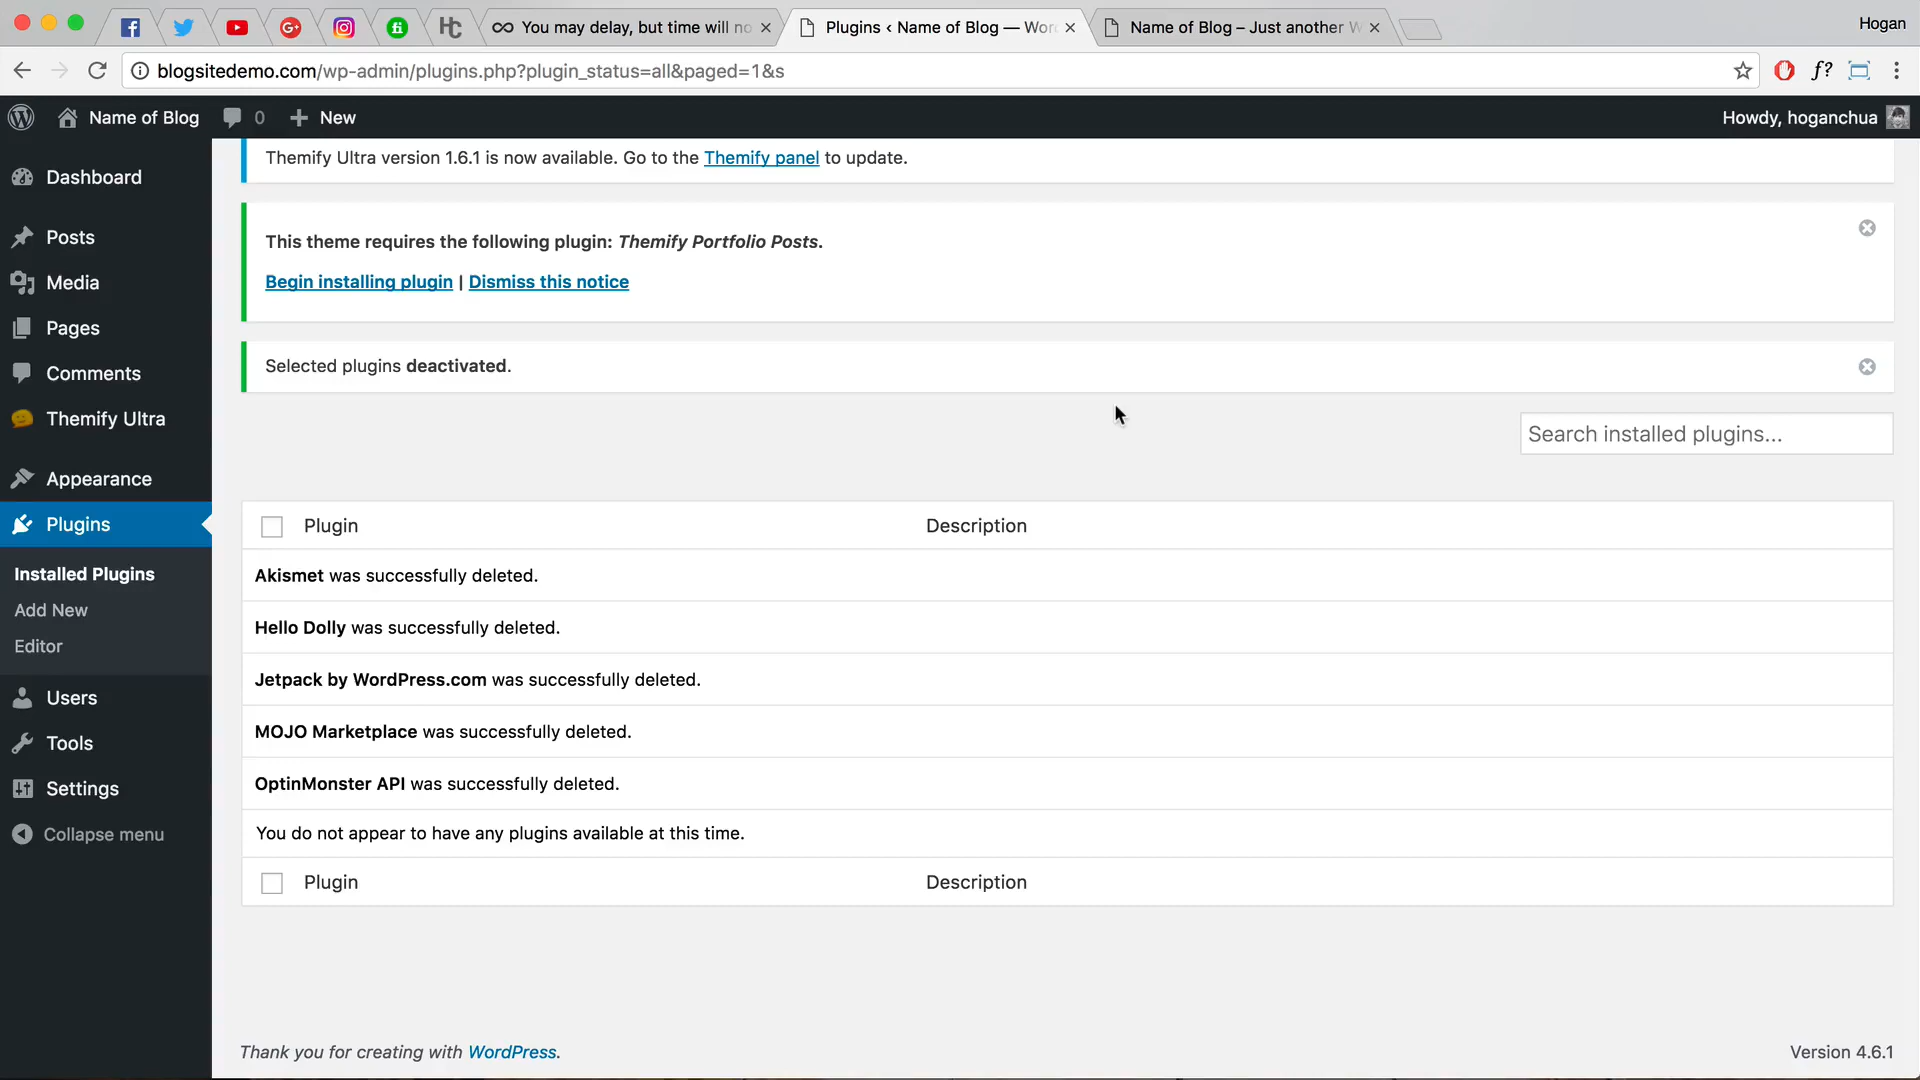 You may delay, but time will no
Plugins ‹ Name of Blog — Wor
Name of Blog – Just another W
Hogan
blogsitedemo.com/wp-admin/plugins.php?plugin_status=all&paged=1&s
f?
Name of Blog
0
New
Howdy, hoganchua
Dashboard
Posts
Media
Pages
Comments
Themify Ultra
Appearance
Plugins
Installed Plugins
Add New
Editor
Users
Tools
Settings
Collapse menu
Themify Ultra version 1.6.1 is now available. Go to the Themify panel to update.
This theme requires the following plugin: Themify Portfolio Posts.
Begin installing plugin | Dismiss this notice
Selected plugins deactivated.
Search installed plugins...
Plugin Description
Akismet was successfully deleted.
Hello Dolly was successfully deleted.
Jetpack by WordPress.com was successfully deleted.
MOJO Marketplace was successfully deleted.
OptinMonster API was successfully deleted.
You do not appear to have any plugins available at this time.
Plugin Description
Thank you for creating with WordPress.
Version 4.6.1